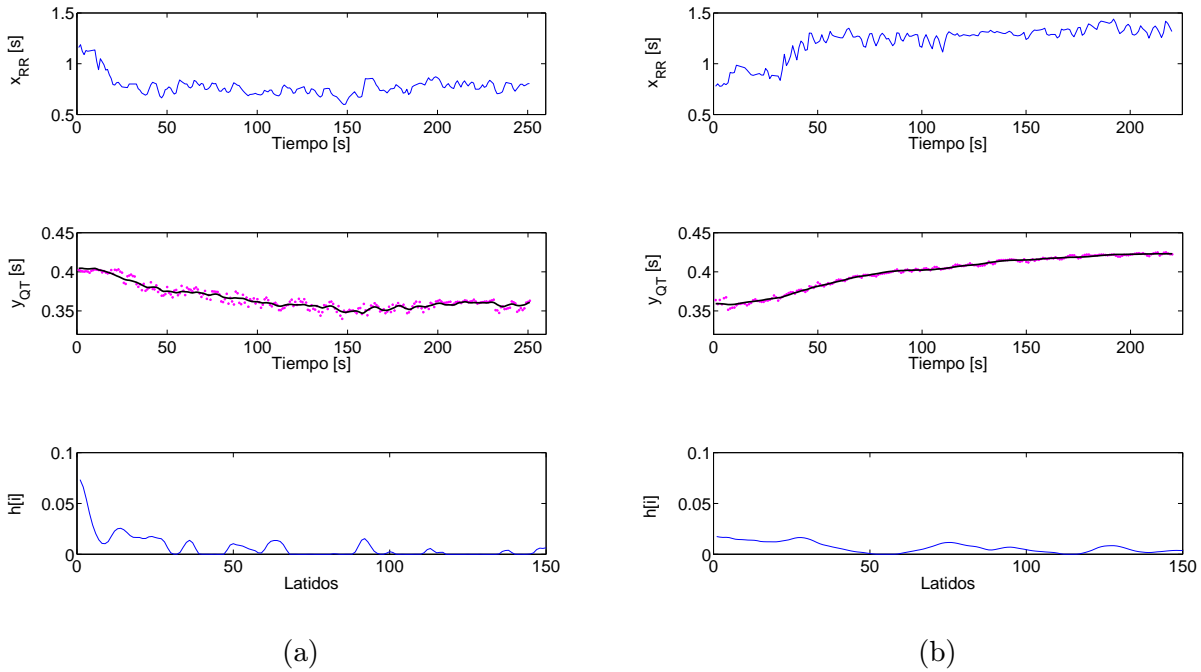 1.5
1
0.5
x_RR [s]
0 50 100 150 200 250
Tiempo [s]
0.45
0.4
0.35
y_QT [s]
0 50 100 150 200 250
Tiempo [s]
0.1
0.05
0
h[i]
0 50 100 150
Latidos
(a)
1.5
1
0.5
x_RR [s]
0 50 100 150 200
Tiempo [s]
0.45
0.4
0.35
y_QT [s]
0 50 100 150 200
Tiempo [s]
0.1
0.05
0
h[i]
0 50 100 150
Latidos
(b)